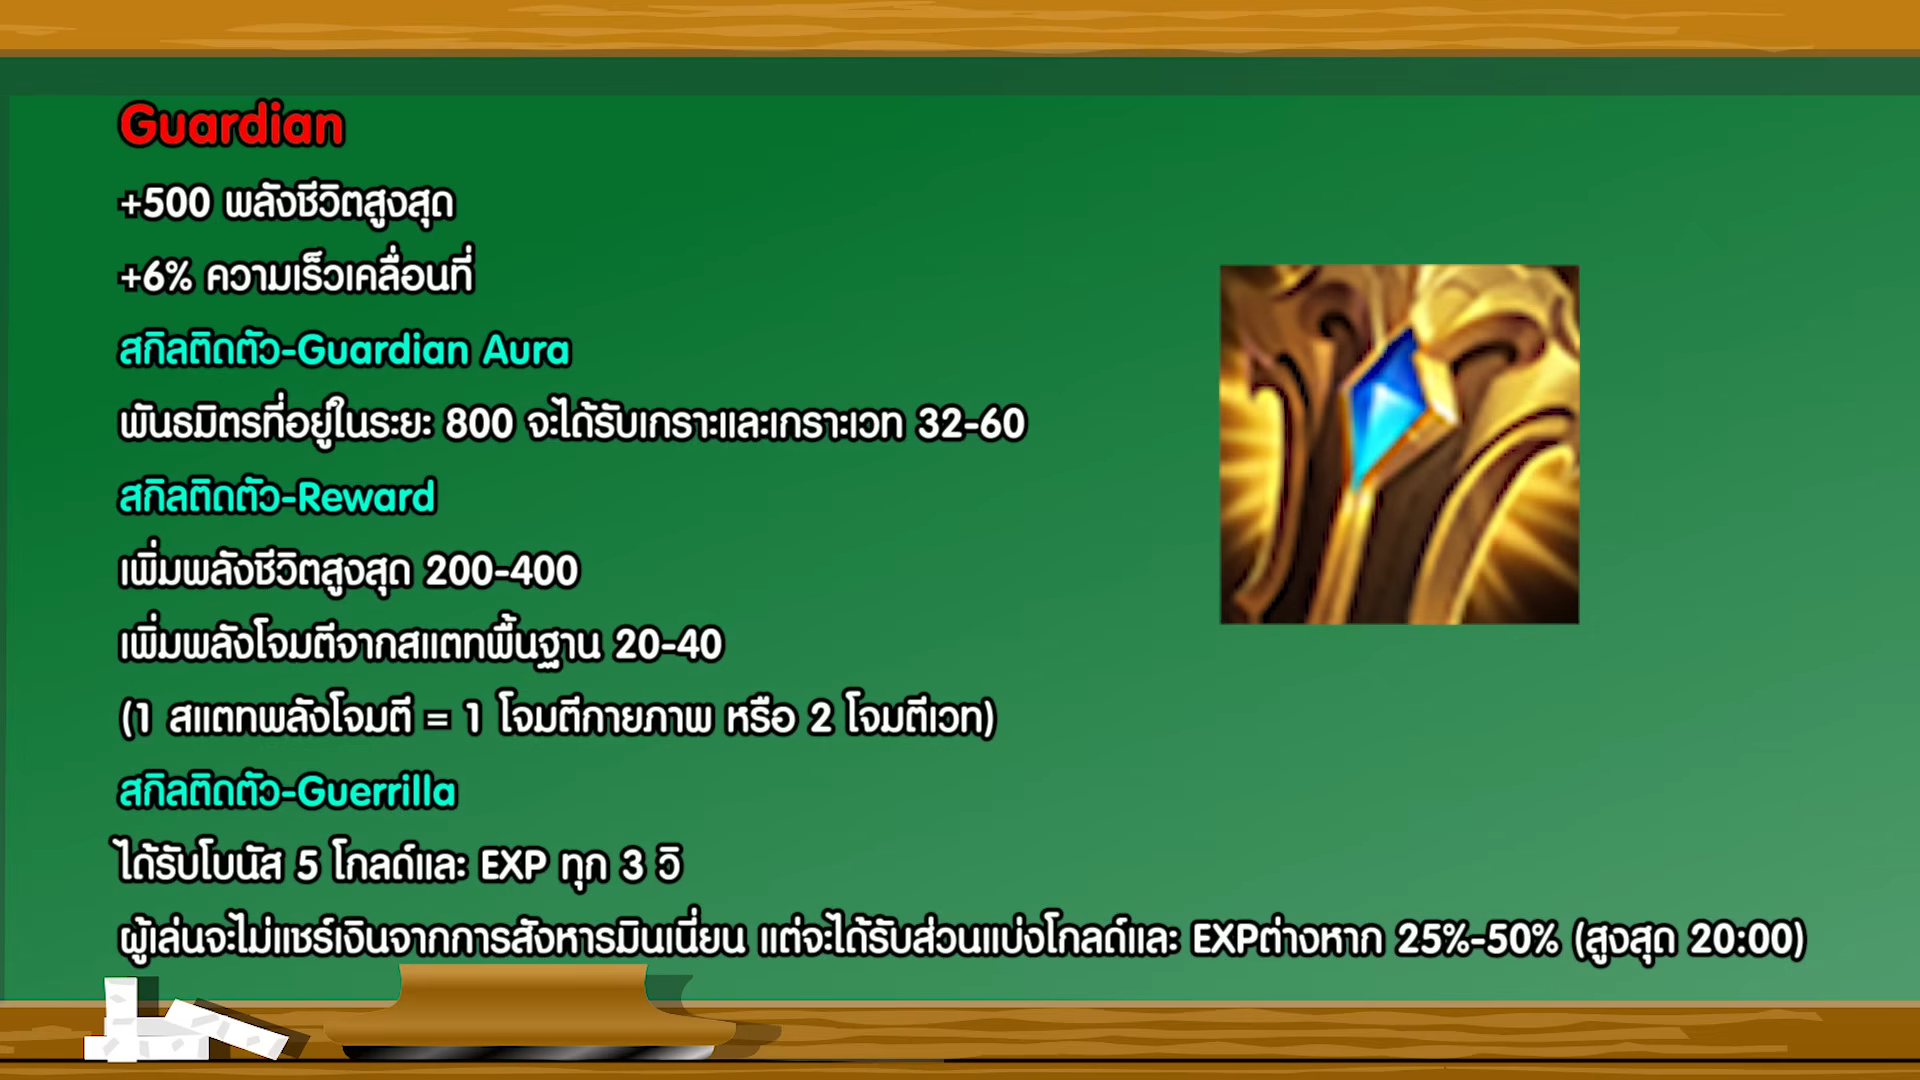 Guardian
+500 พลังชีวิตสูงสุด
+6% ความเร็วเคลื่อนที่
สกิลติดตัว-Guardian Aura
พันธมิตรที่อยู่ในระยะ 800 จะได้รับเกราะและเกราะเวท 32-60
สกิลติดตัว-Reward
เพิ่มพลังชีวิตสูงสุด 200-400
เพิ่มพลังโจมตีจากสแตทพื้นฐาน 20-40
(1 สแตทพลังโจมตี = 1 โจมตีกายภาพ หรือ 2 โจมตีเวท)
สกิลติดตัว-Guerrilla
ได้รับโบนัส 5 โกลด์และ EXP ทุก 3 วิ
ผู้เล่นจะไม่แชร์เงินจากการสังหารมินเนี่ยน แต่จะได้รับส่วนแบ่งโกลด์และ EXPต่างหาก 25%-50% (สูงสุด 20:00)